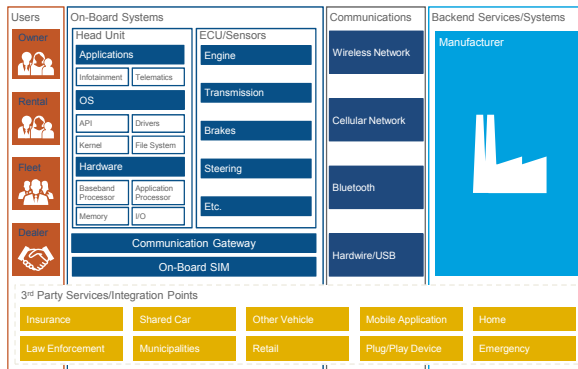 Users
Owner
Rental
Fleet
Dealer
On-Board Systems
Head Unit
Applications
Infotainment
Telematics
OS
API
Drivers
Kernel
File System
Hardware
Baseband
Processor
Application
Processor
Memory
I/O
ECU/Sensors
Engine
Transmission
Brakes
Steering
Etc.
Communication Gateway
On-Board SIM
Communications
Wireless Network
Cellular Network
Bluetooth
Hardwire/USB
Backend Services/Systems
Manufacturer
3rd Party Services/Integration Points
Insurance
Shared Car
Other Vehicle
Mobile Application
Home
Law Enforcement
Municipalities
Retail
Plug/Play Device
Emergency